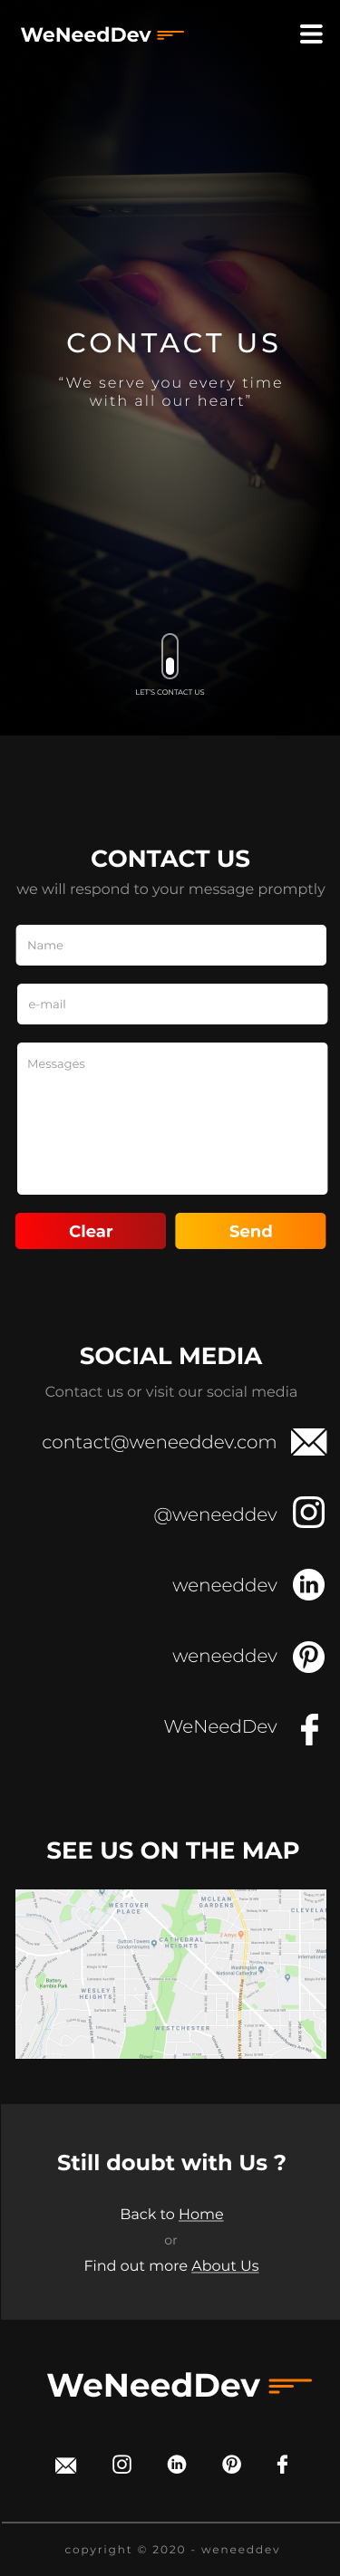 WeNeedDev
CONTACT US
“We serve you every time
with all our heart”
LET'S CONTACT US
CONTACT US
we will respond to your message promptly
Name
e-mail
Messages
Clear
Send
SOCIAL MEDIA
Contact us or visit our social media
contact@weneeddev.com
@weneeddev
weneeddev
weneeddev
WeNeedDev
SEE US ON THE MAP
WESTOVER
PLACE
MCLEAN
GARDENS
CLEVELAN
CATHEDRAL
HEIGHTS
Battery
Kemble Park
WESLEY
HEIGHTS
WESTCHESTER
Still doubt with Us ?
Back to Home
or
Find out more About Us
WeNeedDev
copyright © 2020 - weneeddev